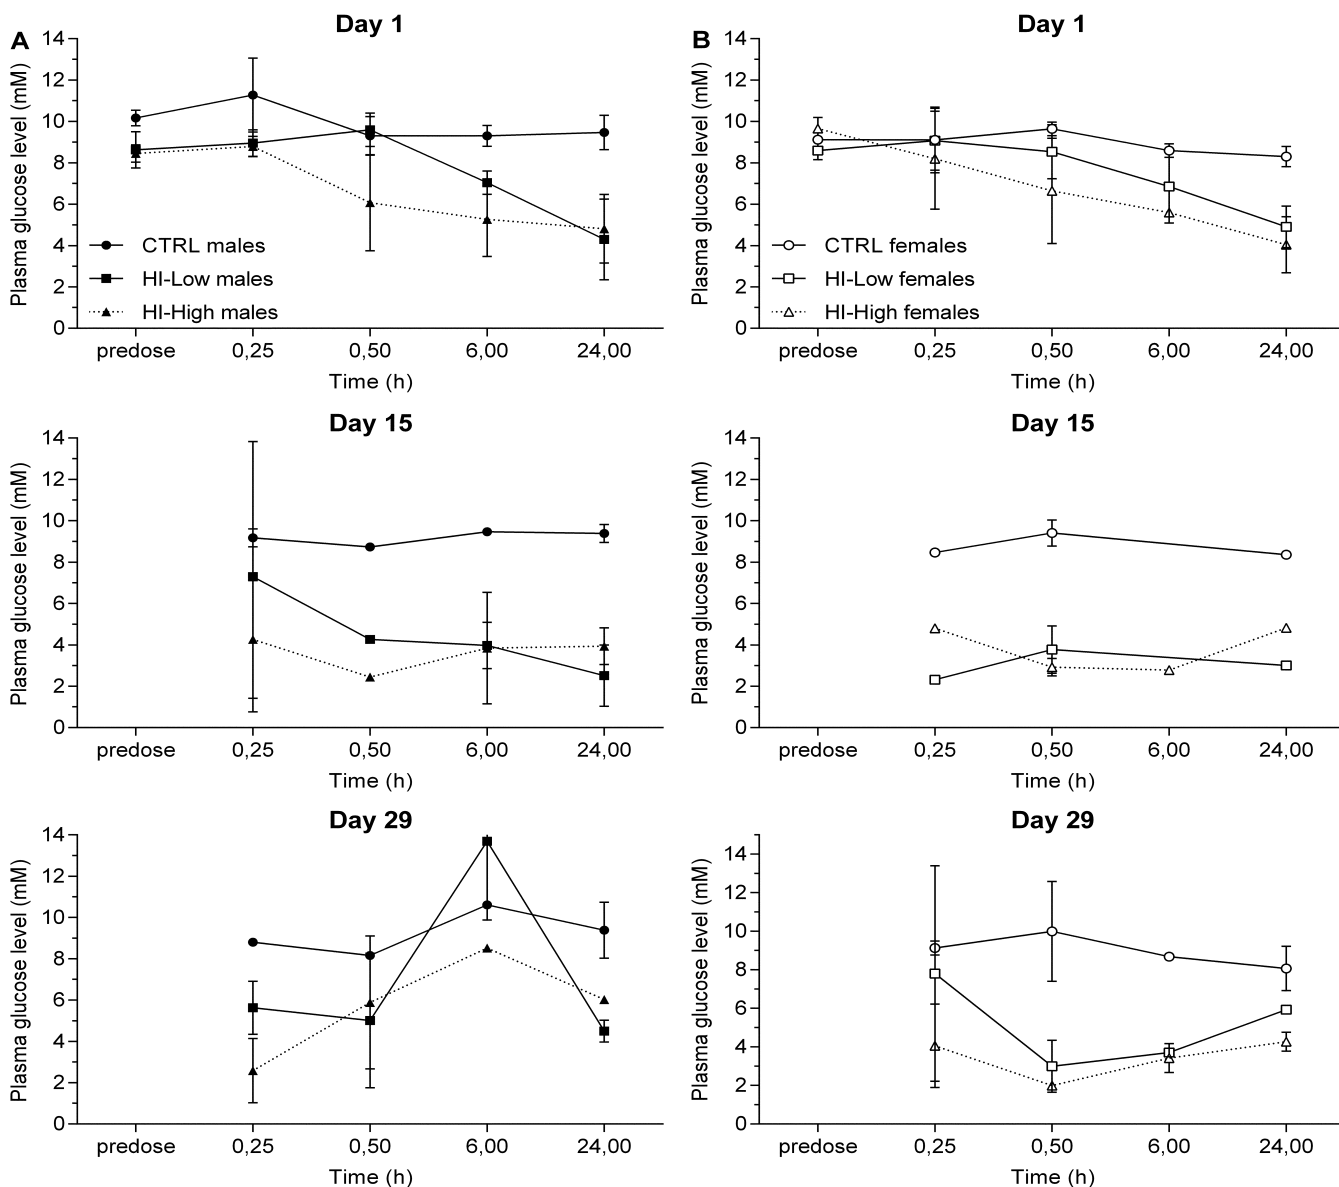 A
Day 1
Plasma glucose level (mM)
14
12
10
8
6
4
2
0
CTRL males
HI-Low males
HI-High males
predose 0,25 0,50 6,00 24,00
Time (h)
B
Day 1
Plasma glucose level (mM)
14
12
10
8
6
4
2
0
CTRL females
HI-Low females
HI-High females
predose 0,25 0,50 6,00 24,00
Time (h)
Day 15
Plasma glucose level (mM)
14
12
10
8
6
4
2
0
predose 0,25 0,50 6,00 24,00
Time (h)
Day 15
Plasma glucose level (mM)
14
12
10
8
6
4
2
0
predose 0,25 0,50 6,00 24,00
Time (h)
Day 29
Plasma glucose level (mM)
14
12
10
8
6
4
2
0
predose 0,25 0,50 6,00 24,00
Time (h)
Day 29
Plasma glucose level (mM)
14
12
10
8
6
4
2
0
predose 0,25 0,50 6,00 24,00
Time (h)